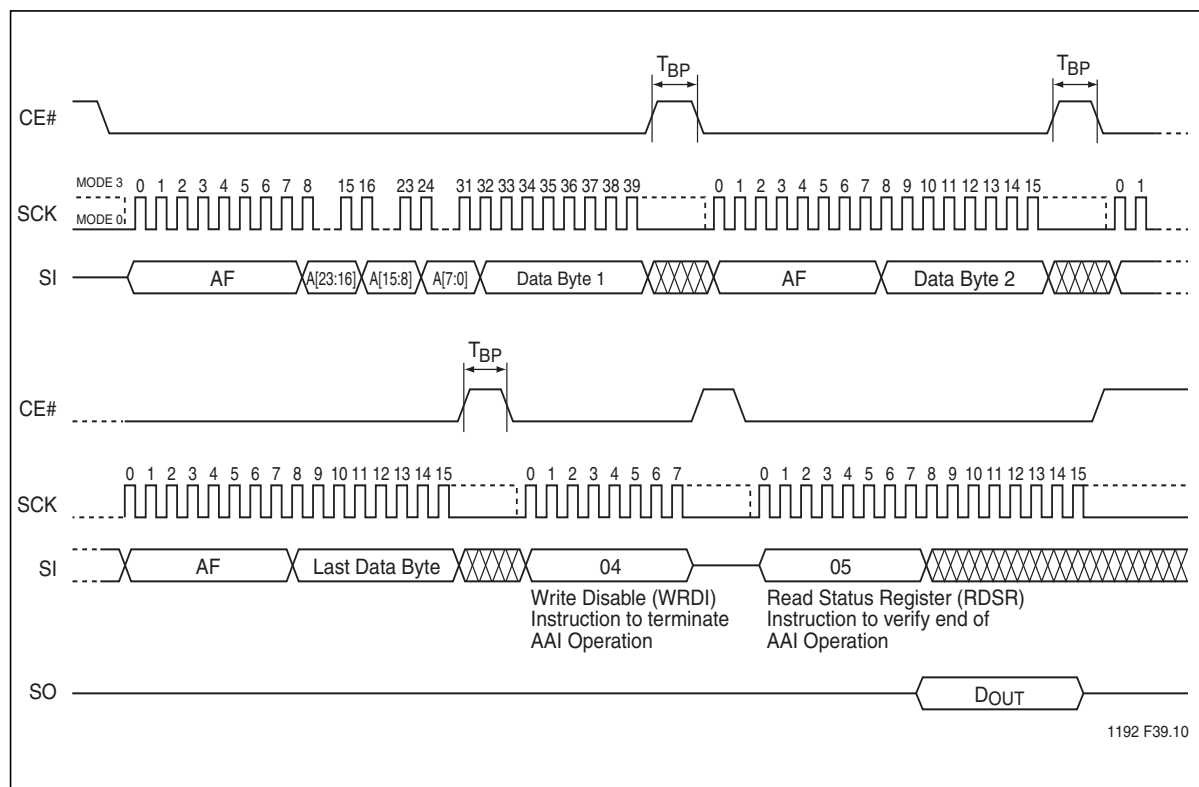 TBP TBP
CE#
MODE 3 0 1 2 3 4 5 6 7 8 15 16 23 24 31 32 33 34 35 36 37 38 39 0 1 2 3 4 5 6 7 8 9 10 11 12 13 14 15 0 1
SCK MODE 0
SI AF A[23:16] A[15:8] A[7:0] Data Byte 1 AF Data Byte 2
TBP
CE#
0 1 2 3 4 5 6 7 8 9 10 11 12 13 14 15 0 1 2 3 4 5 6 7 0 1 2 3 4 5 6 7 8 9 10 11 12 13 14 15
SCK
SI AF Last Data Byte 04 05
Write Disable (WRDI)
Instruction to terminate
AAI Operation
Read Status Register (RDSR)
Instruction to verify end of
AAI Operation
SO DOUT
1192 F39.10